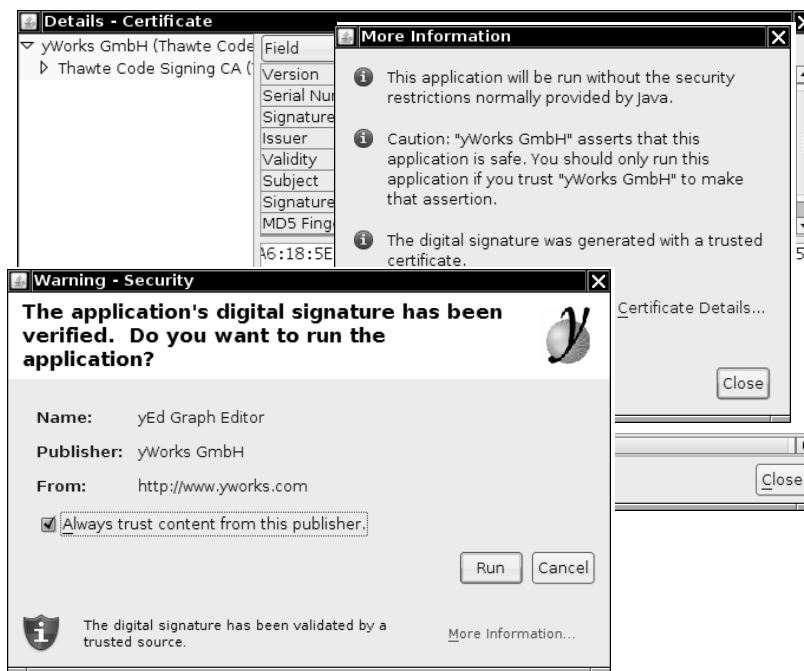 Details - Certificate
yWorks GmbH (Thawte Code
Thawte Code Signing CA (
Field
Version
Serial Nu
Signature
Issuer
Validity
Subject
Signature
MD5 Fing
A6:18:5E
More Information
This application will be run without the security
restrictions normally provided by Java.
Caution: "yWorks GmbH" asserts that this
application is safe. You should only run this
application if you trust "yWorks GmbH" to make
that assertion.
The digital signature was generated with a trusted
certificate.
Certificate Details...
Close
Close
Warning - Security
The application's digital signature has been
verified. Do you want to run the
application?
Name: yEd Graph Editor
Publisher: yWorks GmbH
From: http://www.yworks.com
Always trust content from this publisher.
Run Cancel
The digital signature has been validated by a
trusted source.
More Information...